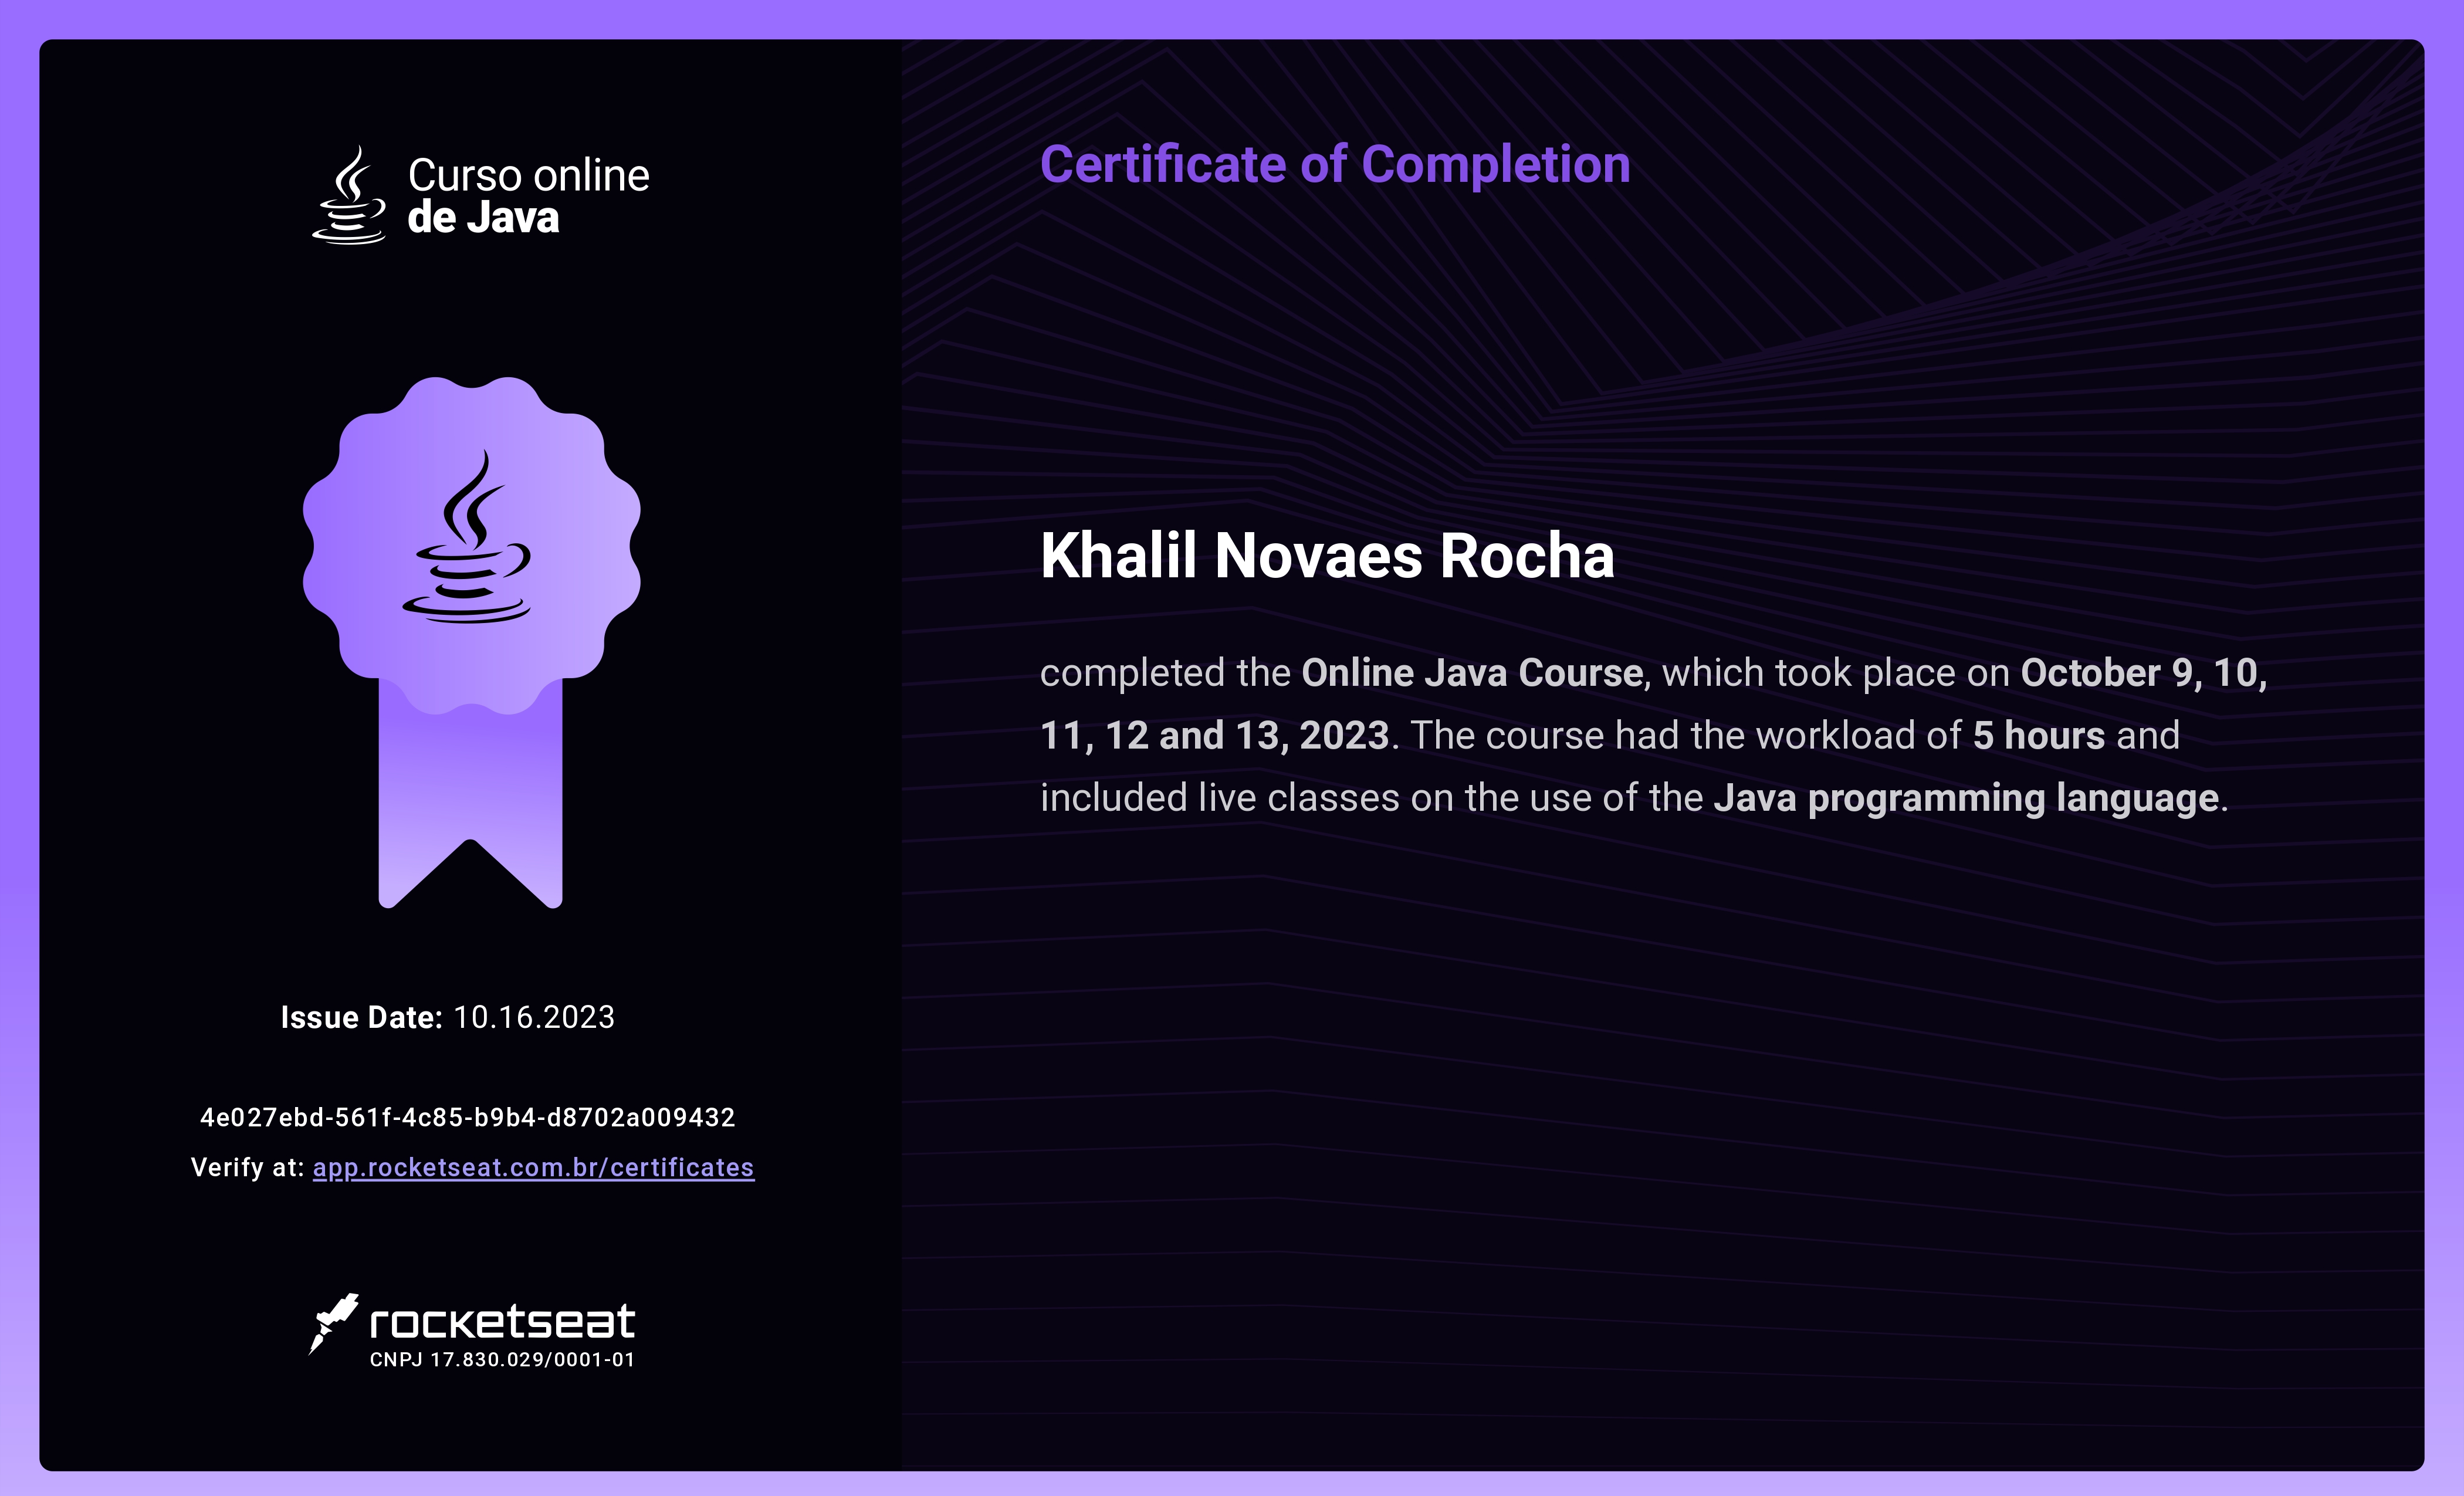 Curso online
de Java
Issue Date: 10.16.2023
4e027ebd-561f-4c85-b9b4-d8702a009432
Verify at: app.rocketseat.com.br/certificates
rocketseat
CNPJ 17.830.029/0001-01
Certificate of Completion
Khalil Novaes Rocha
completed the Online Java Course, which took place on October 9, 10,
11, 12 and 13, 2023. The course had the workload of 5 hours and
included live classes on the use of the Java programming language.